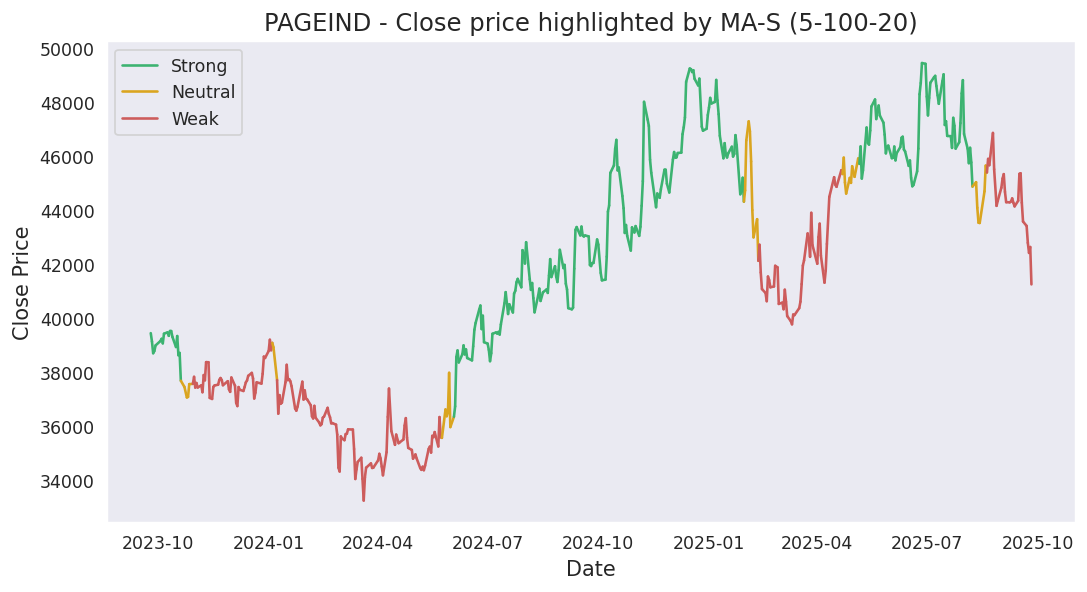 PAGEIND - Close price highlighted by MA-S (5-100-20)
Strong
Neutral
Weak
Close Price
50000
48000
46000
44000
42000
40000
38000
36000
34000
2023-10 2024-01 2024-04 2024-07 2024-10 2025-01 2025-04 2025-07 2025-10
Date